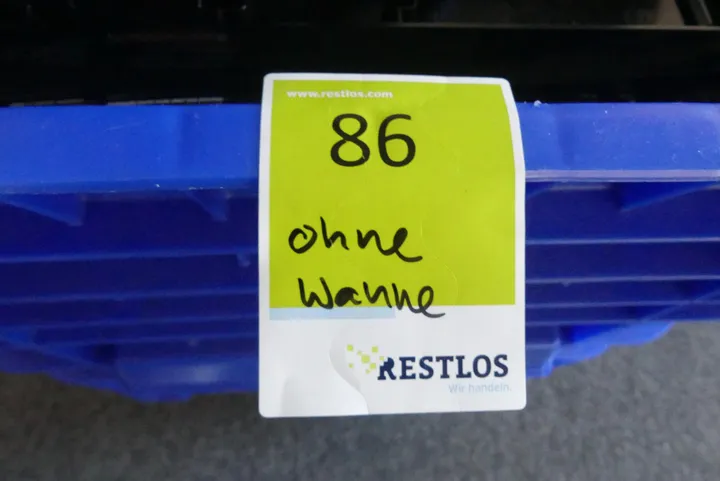 www.restlos.com
86
ohne
Wanne
RESTLOS
Wir handeln.